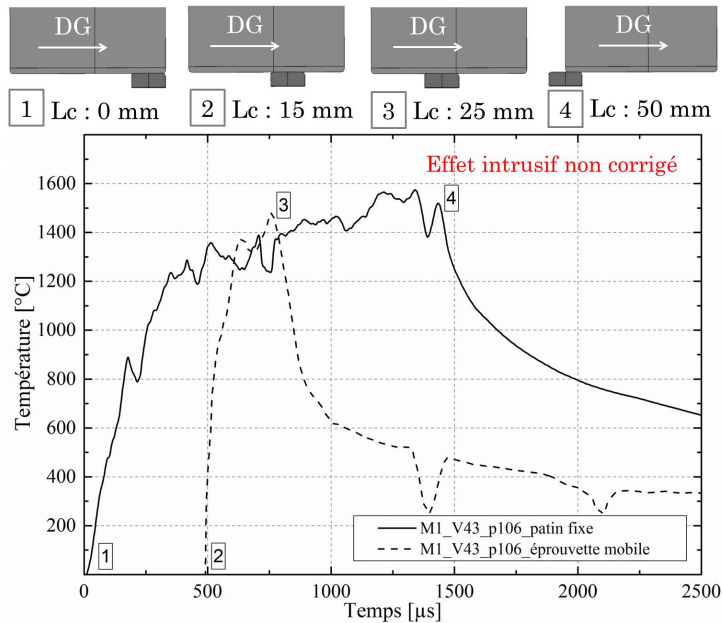 DG
DG
DG
DG
1 Lc : 0 mm
2 Lc : 15 mm
3 Lc : 25 mm
4 Lc : 50 mm
Effet intrusif non corrigé
1600
1400
1200
1000
800
600
400
200
Température [°C]
3
4
1
2
M1_V43_p106_patin fixe
M1_V43_p106_éprouvette mobile
0
500
1000
1500
2000
2500
Temps [µs]